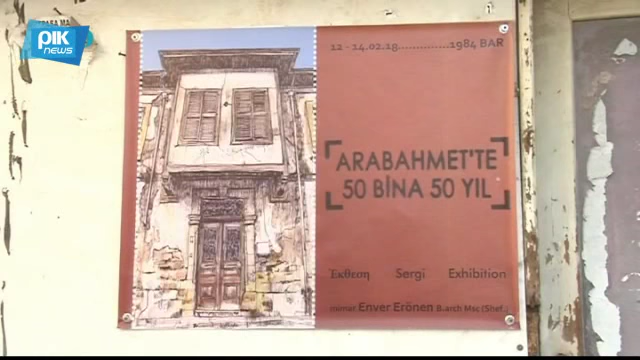 PIK
news
12 - 14.02.18..............1984 BAR
ARABAHMET'TE
50 BİNA 50 YIL
Έκθεση Sergi Exhibition
mimar Enver Erönen B.arch Msc (Shef.)